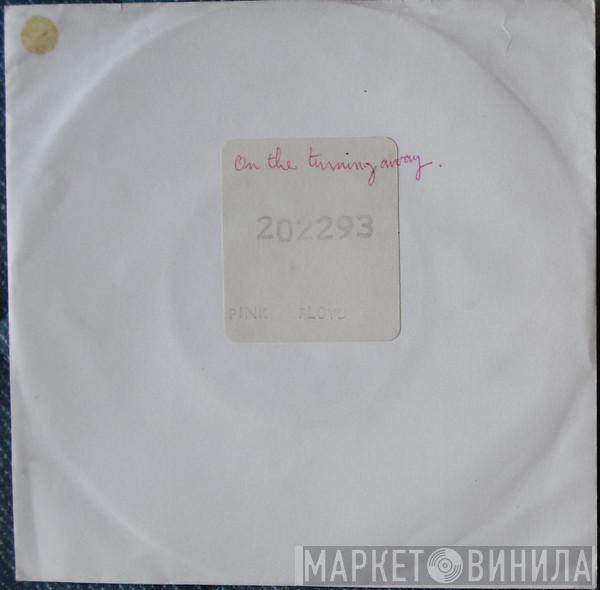 On the turning away.
202293
PINK FLOYD
МАРКЕТ ВИНИЛА